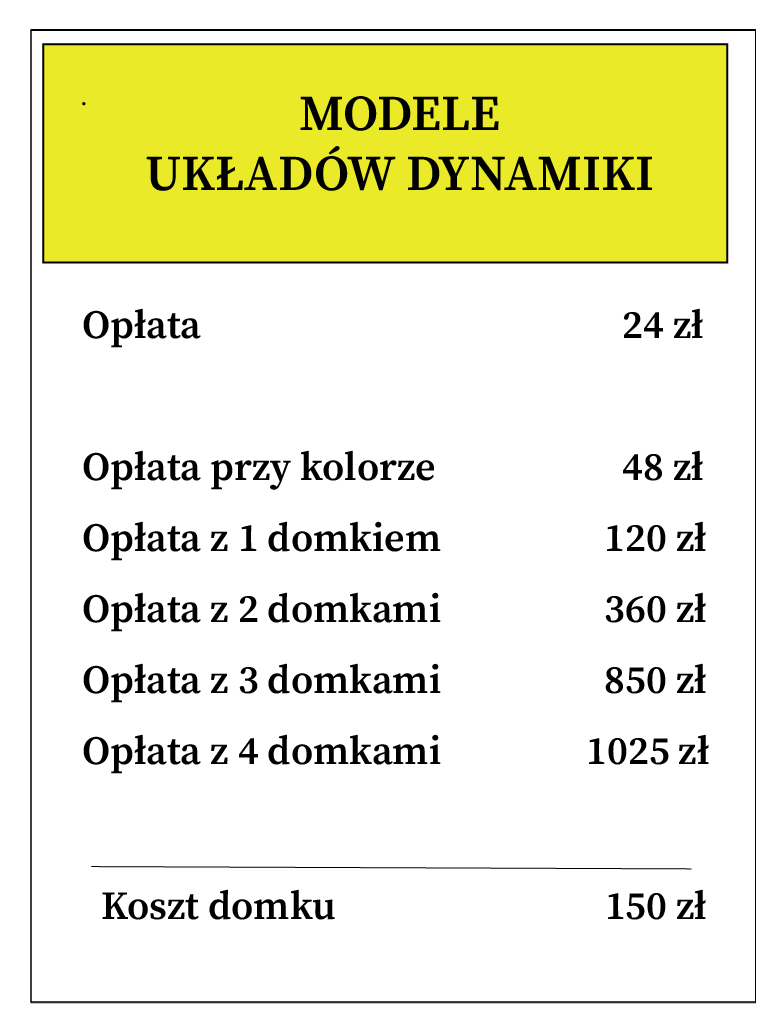 MODELE
UKŁADÓW DYNAMIKI
Opłata 24 zł
Opłata przy kolorze 48 zł
Opłata z 1 domkiem 120 zł
Opłata z 2 domkami 360 zł
Opłata z 3 domkami 850 zł
Opłata z 4 domkami 1025 zł
Koszt domku 150 zł